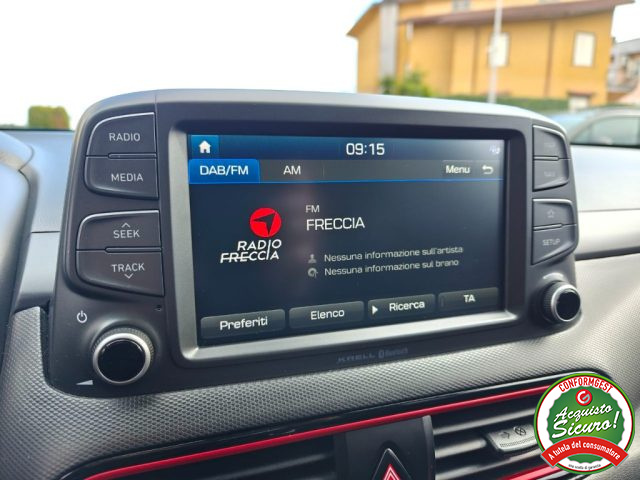 RADIO
MEDIA
SEEK
TRACK
09:15
DAB/FM
AM
Menu
RADIO
FRECCIA
FM
FRECCIA
Nessuna informazione sull'artista
Nessuna informazione sul brano
Preferiti
Elenco
Ricerca
TA
SETUP
KRELL Bluetooth
CONFORMGEST
Acquisto
Sicuro!
A tutela del consumatore